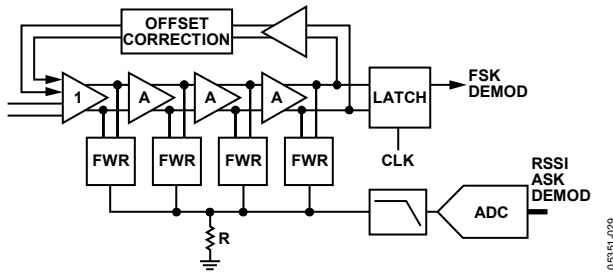 OFFSET
CORRECTION
1
A
A
A
LATCH
FSK
DEMOD
FWR
FWR
FWR
FWR
CLK
RSSI
ASK
DEMOD
R
ADC
05351-029